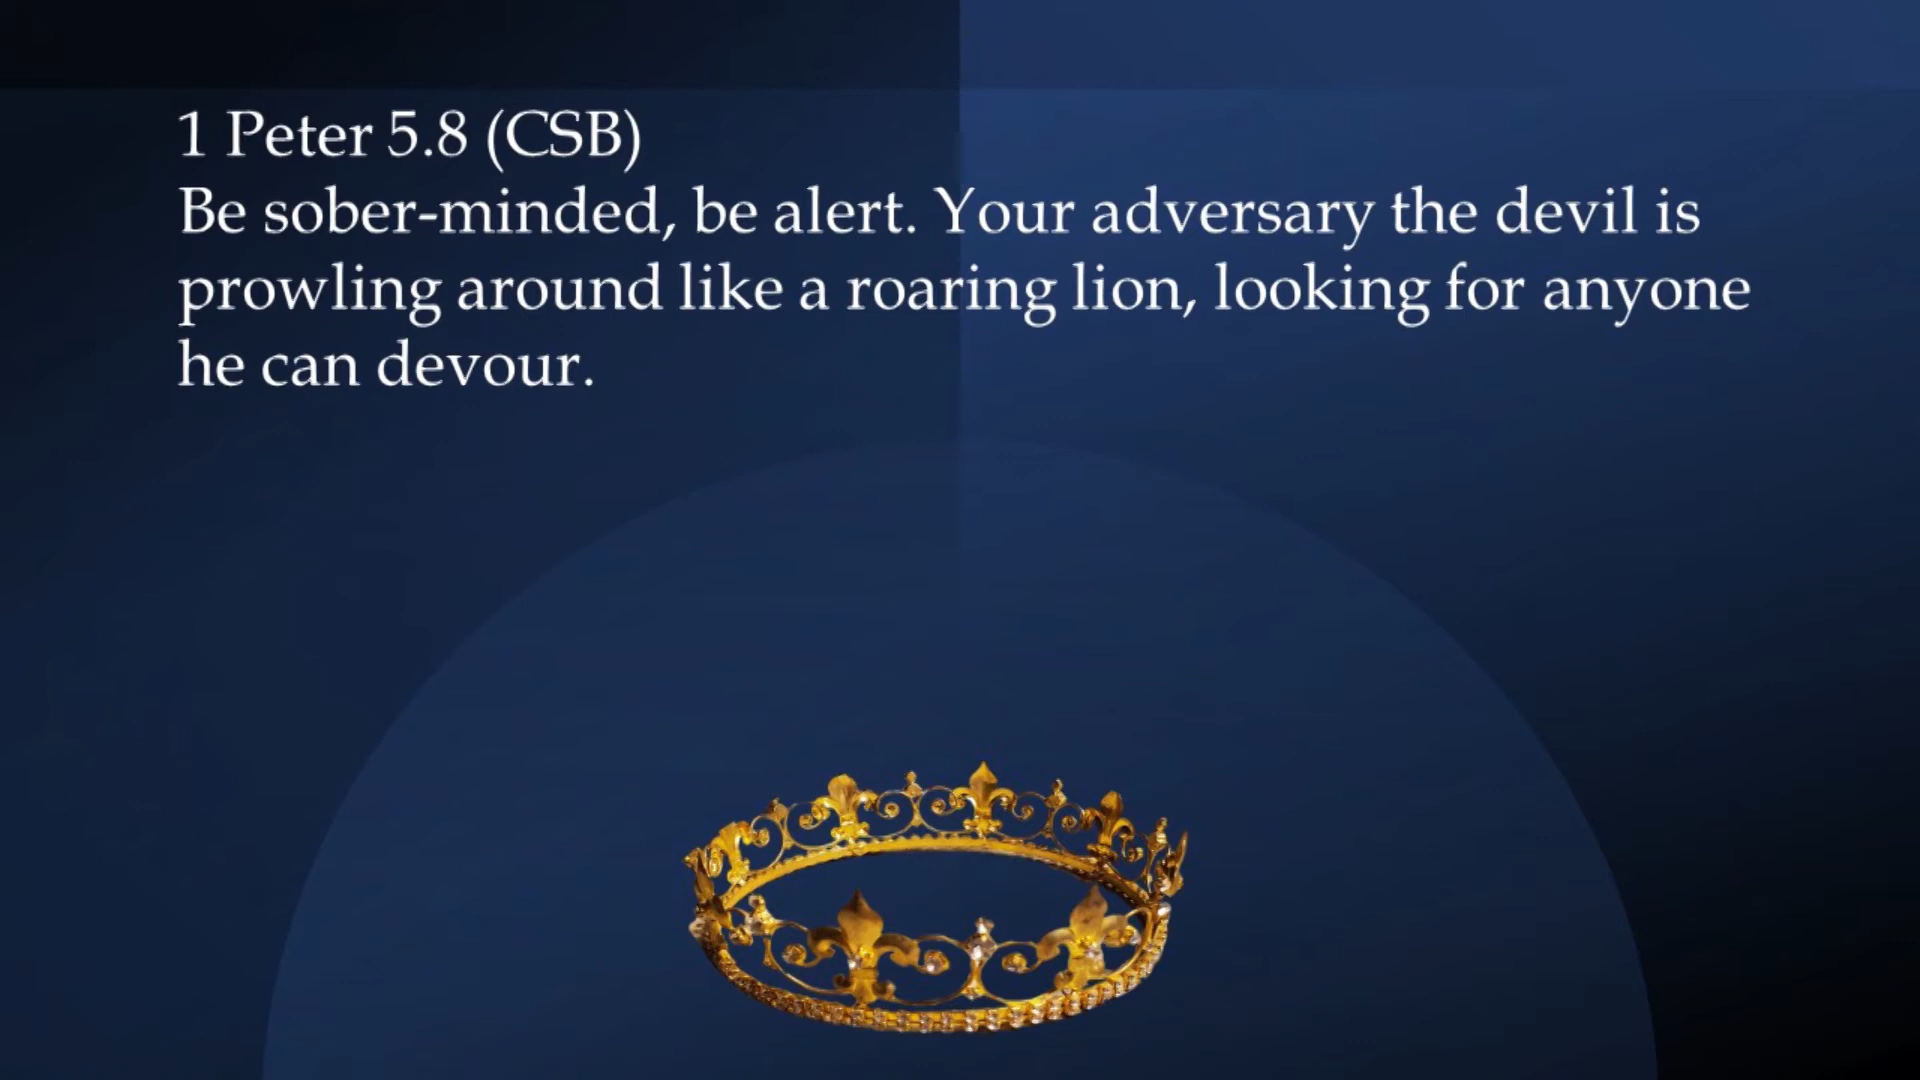 1 Peter 5.8 (CSB)
Be sober-minded, be alert. Your adversary the devil is
prowling around like a roaring lion, looking for anyone
he can devour.